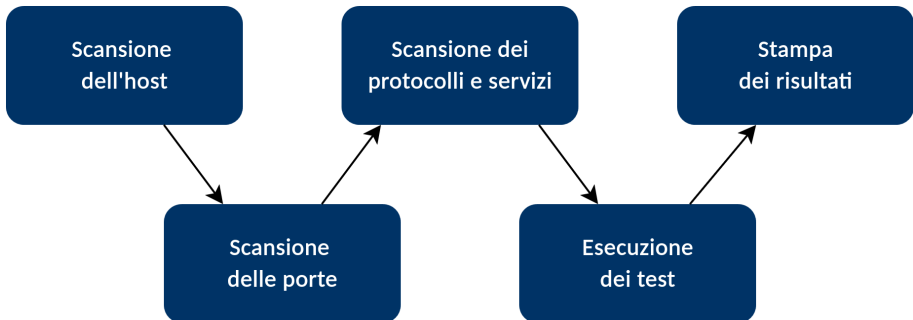 Scansione
dell'host
Scansione
delle porte
Scansione dei
protocolli e servizi
Esecuzione
dei test
Stampa
dei risultati